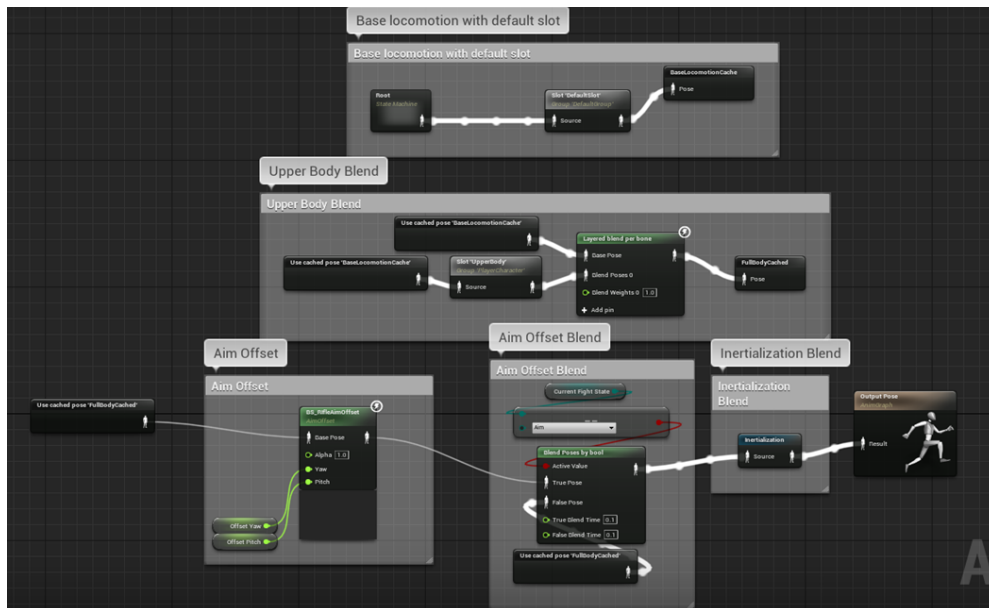 Base locomotion with default slot
Base locomotion with default slot
BaseLocomotionCache
Pose
Root
State Machine
Slot 'DefaultSlot'
Group 'DefaultGroup'
Source
Upper Body Blend
Upper Body Blend
Use cached pose 'BaseLocomotionCache'
Layered blend per bone
Base Pose
Use cached pose 'BaseLocomotionCache'
Slot 'UpperBody'
Group 'PlayerCharacter'
Source
Blend Poses 0
Blend Weights 0 1.0
Add pin
FullBodyCached
Pose
Aim Offset
Aim Offset
Use cached pose 'FullBodyCached'
BS_RifleAimOffset
AimOffset
Base Pose
Alpha 1.0
Yaw
Pitch
Offset Yaw
Offset Pitch
Aim Offset Blend
Aim Offset Blend
Current Fight State
==
Aim
Blend Poses by bool
Active Value
True Pose
False Pose
True Blend Time 0.1
False Blend Time 0.1
Use cached pose 'FullBodyCached'
Inertialization Blend
Inertialization
Blend
Inertialization
Source
Output Pose
AnimGraph
Result
A